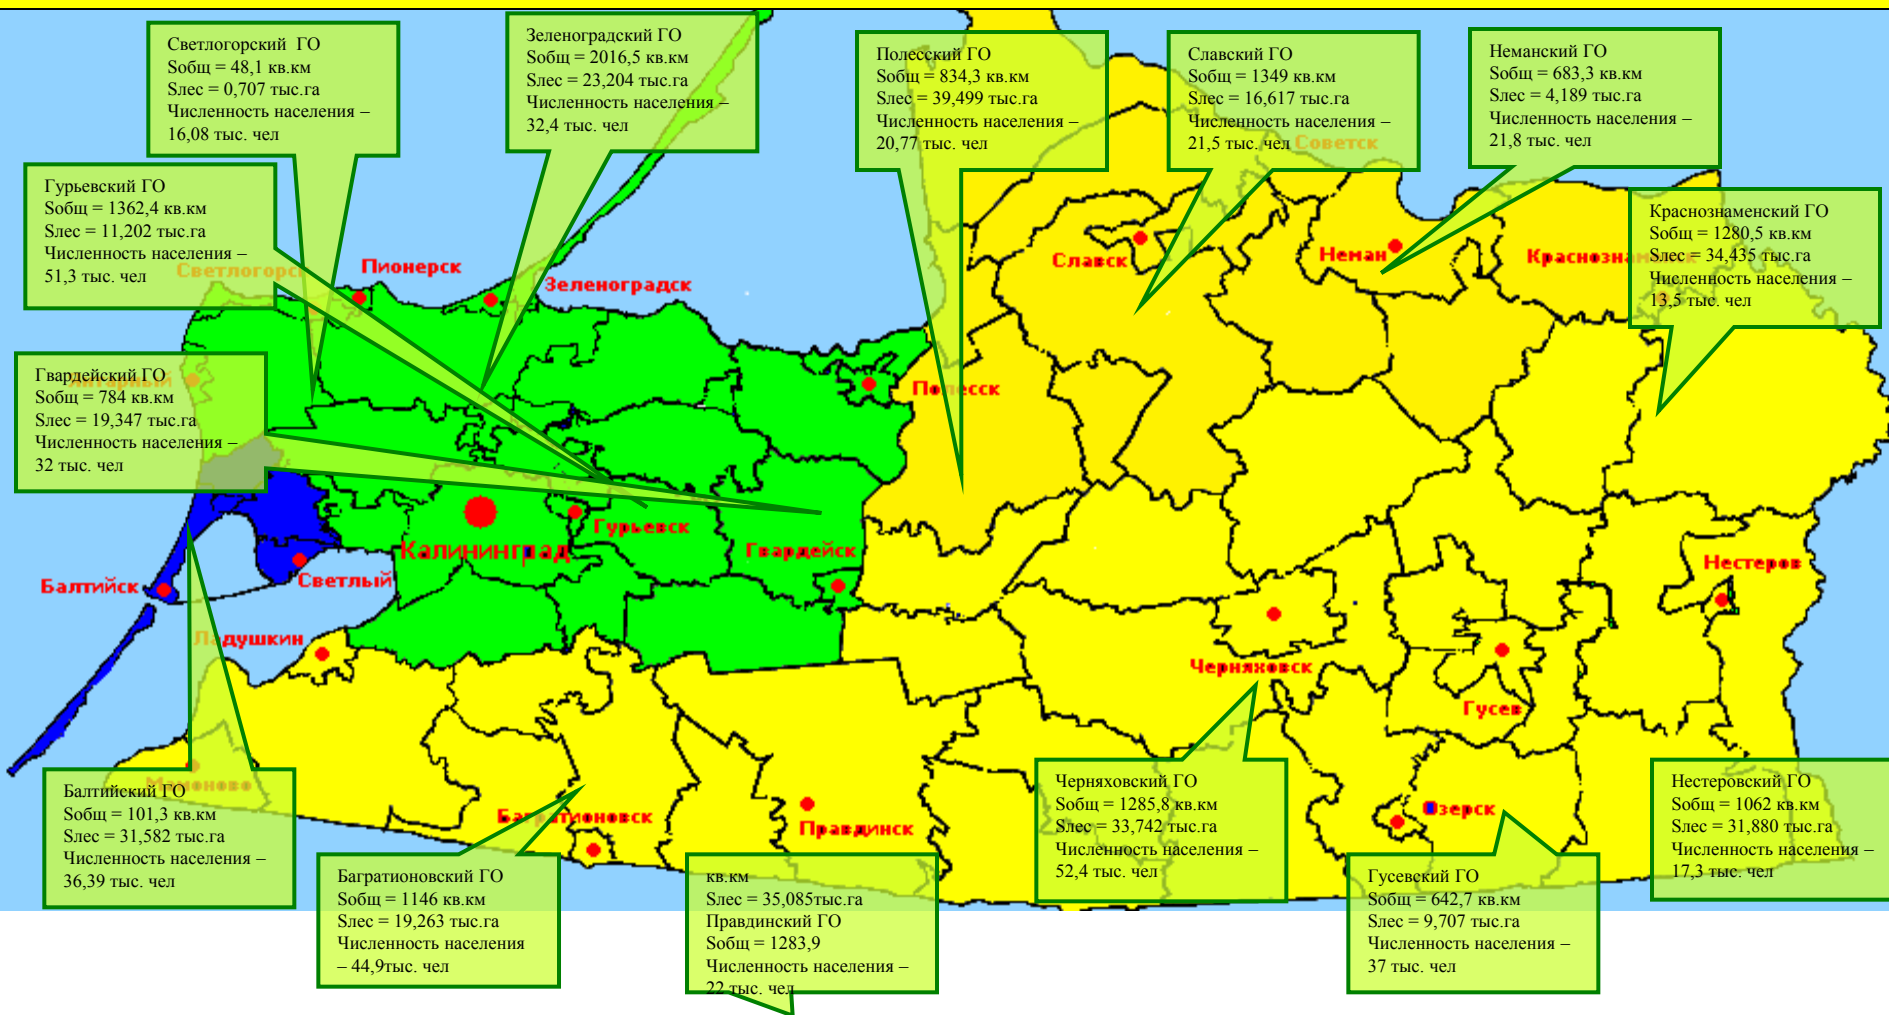 Светлогорский ГО
Sобщ = 48,1 кв.км
Sлес = 0,707 тыс.га
Численность населения –
16,08 тыс. чел
Зеленоградский ГО
Sобщ = 2016,5 кв.км
Sлес = 23,204 тыс.га
Численность населения –
32,4 тыс. чел
Полесский ГО
Sобщ = 834,3 кв.км
Sлес = 39,499 тыс.га
Численность населения –
20,77 тыс. чел
Славский ГО
Sобщ = 1349 кв.км
Sлес = 16,617 тыс.га
Численность населения –
21,5 тыс. чел
Неманский ГО
Sобщ = 683,3 кв.км
Sлес = 4,189 тыс.га
Численность населения –
21,8 тыс. чел
Советск
Гурьевский ГО
Sобщ = 1362,4 кв.км
Sлес = 11,202 тыс.га
Численность населения –
51,3 тыс. чел
Краснознаменский ГО
Sобщ = 1280,5 кв.км
Sлес = 34,435 тыс.га
Численность населения –
13,5 тыс. чел
Светлогорск
Пионерск
Зеленоградск
Славск
Неман
Краснознаменск
Гвардейский ГО
Sобщ = 784 кв.км
Sлес = 19,347 тыс.га
Численность населения –
32 тыс. чел
Янтарный
Полесск
Гурьевск
Калининград
Гвардейск
Нестеров
Балтийск
Светлый
Ладушкин
Черняховск
Гусев
Мамоново
Багратионовск
Правдинск
Озерск
Балтийский ГО
Sобщ = 101,3 кв.км
Sлес = 31,582 тыс.га
Численность населения –
36,39 тыс. чел
Багратионовский ГО
Sобщ = 1146 кв.км
Sлес = 19,263 тыс.га
Численность населения
– 44,9тыс. чел
кв.км
Sлес = 35,085тыс.га
Правдинский ГО
Sобщ = 1283,9
Численность населения –
22 тыс. чел
Черняховский ГО
Sобщ = 1285,8 кв.км
Sлес = 33,742 тыс.га
Численность населения –
52,4 тыс. чел
Гусевский ГО
Sобщ = 642,7 кв.км
Sлес = 9,707 тыс.га
Численность населения –
37 тыс. чел
Нестеровский ГО
Sобщ = 1062 кв.км
Sлес = 31,880 тыс.га
Численность населения –
17,3 тыс. чел